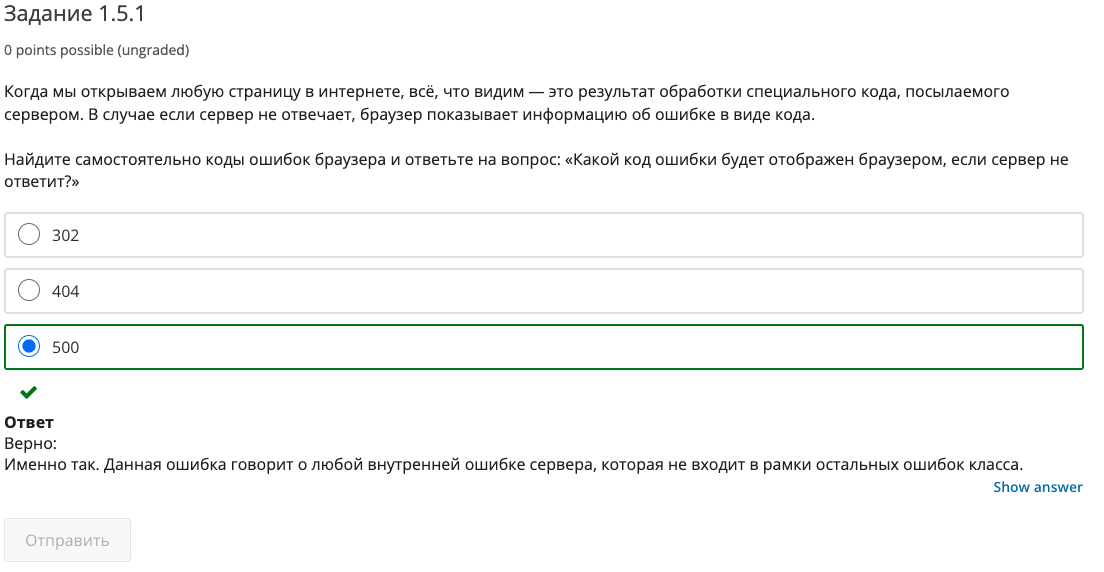 Задание 1.5.1
0 points possible (ungraded)
Когда мы открываем любую страницу в интернете, всё, что видим — это результат обработки специального кода, посылаемого
сервером. В случае если сервер не отвечает, браузер показывает информацию об ошибке в виде кода.
Найдите самостоятельно коды ошибок браузера и ответьте на вопрос: «Какой код ошибки будет отображен браузером, если сервер не
ответит?»
302
404
500
Ответ
Верно:
Именно так. Данная ошибка говорит о любой внутренней ошибке сервера, которая не входит в рамки остальных ошибок класса.
Show answer
Отправить